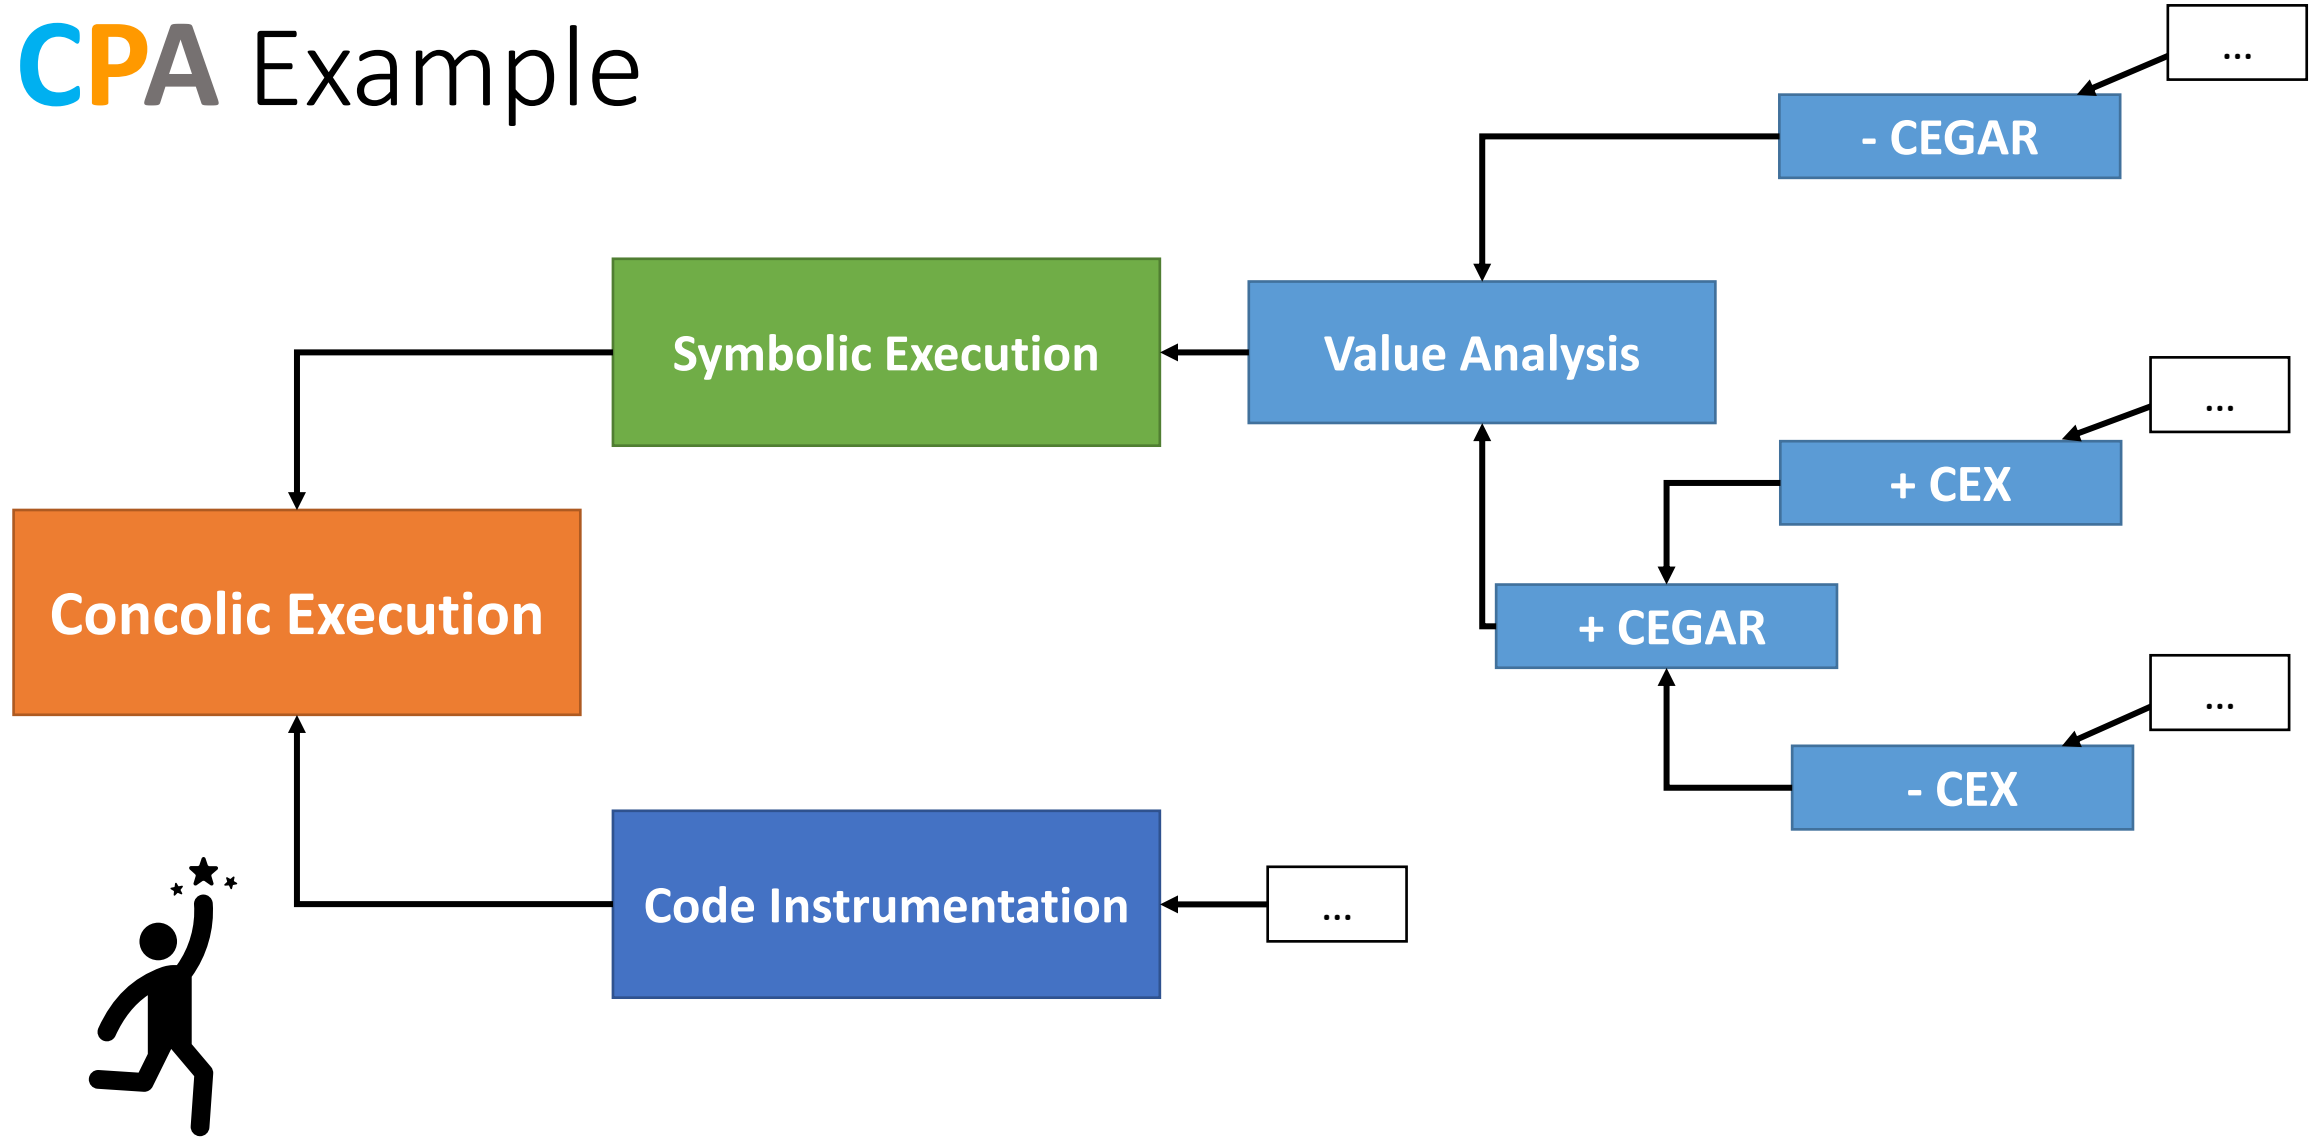 CPA Example
...
- CEGAR
Symbolic Execution
Value Analysis
...
+ CEX
Concolic Execution
+ CEGAR
...
- CEX
Code Instrumentation
...